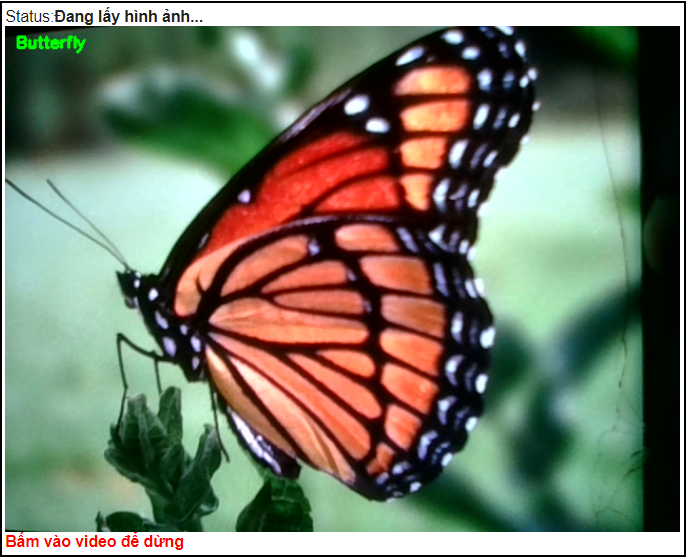 Status:Đang lấy hình ảnh...
Butterfly
Bấm vào video để dừng